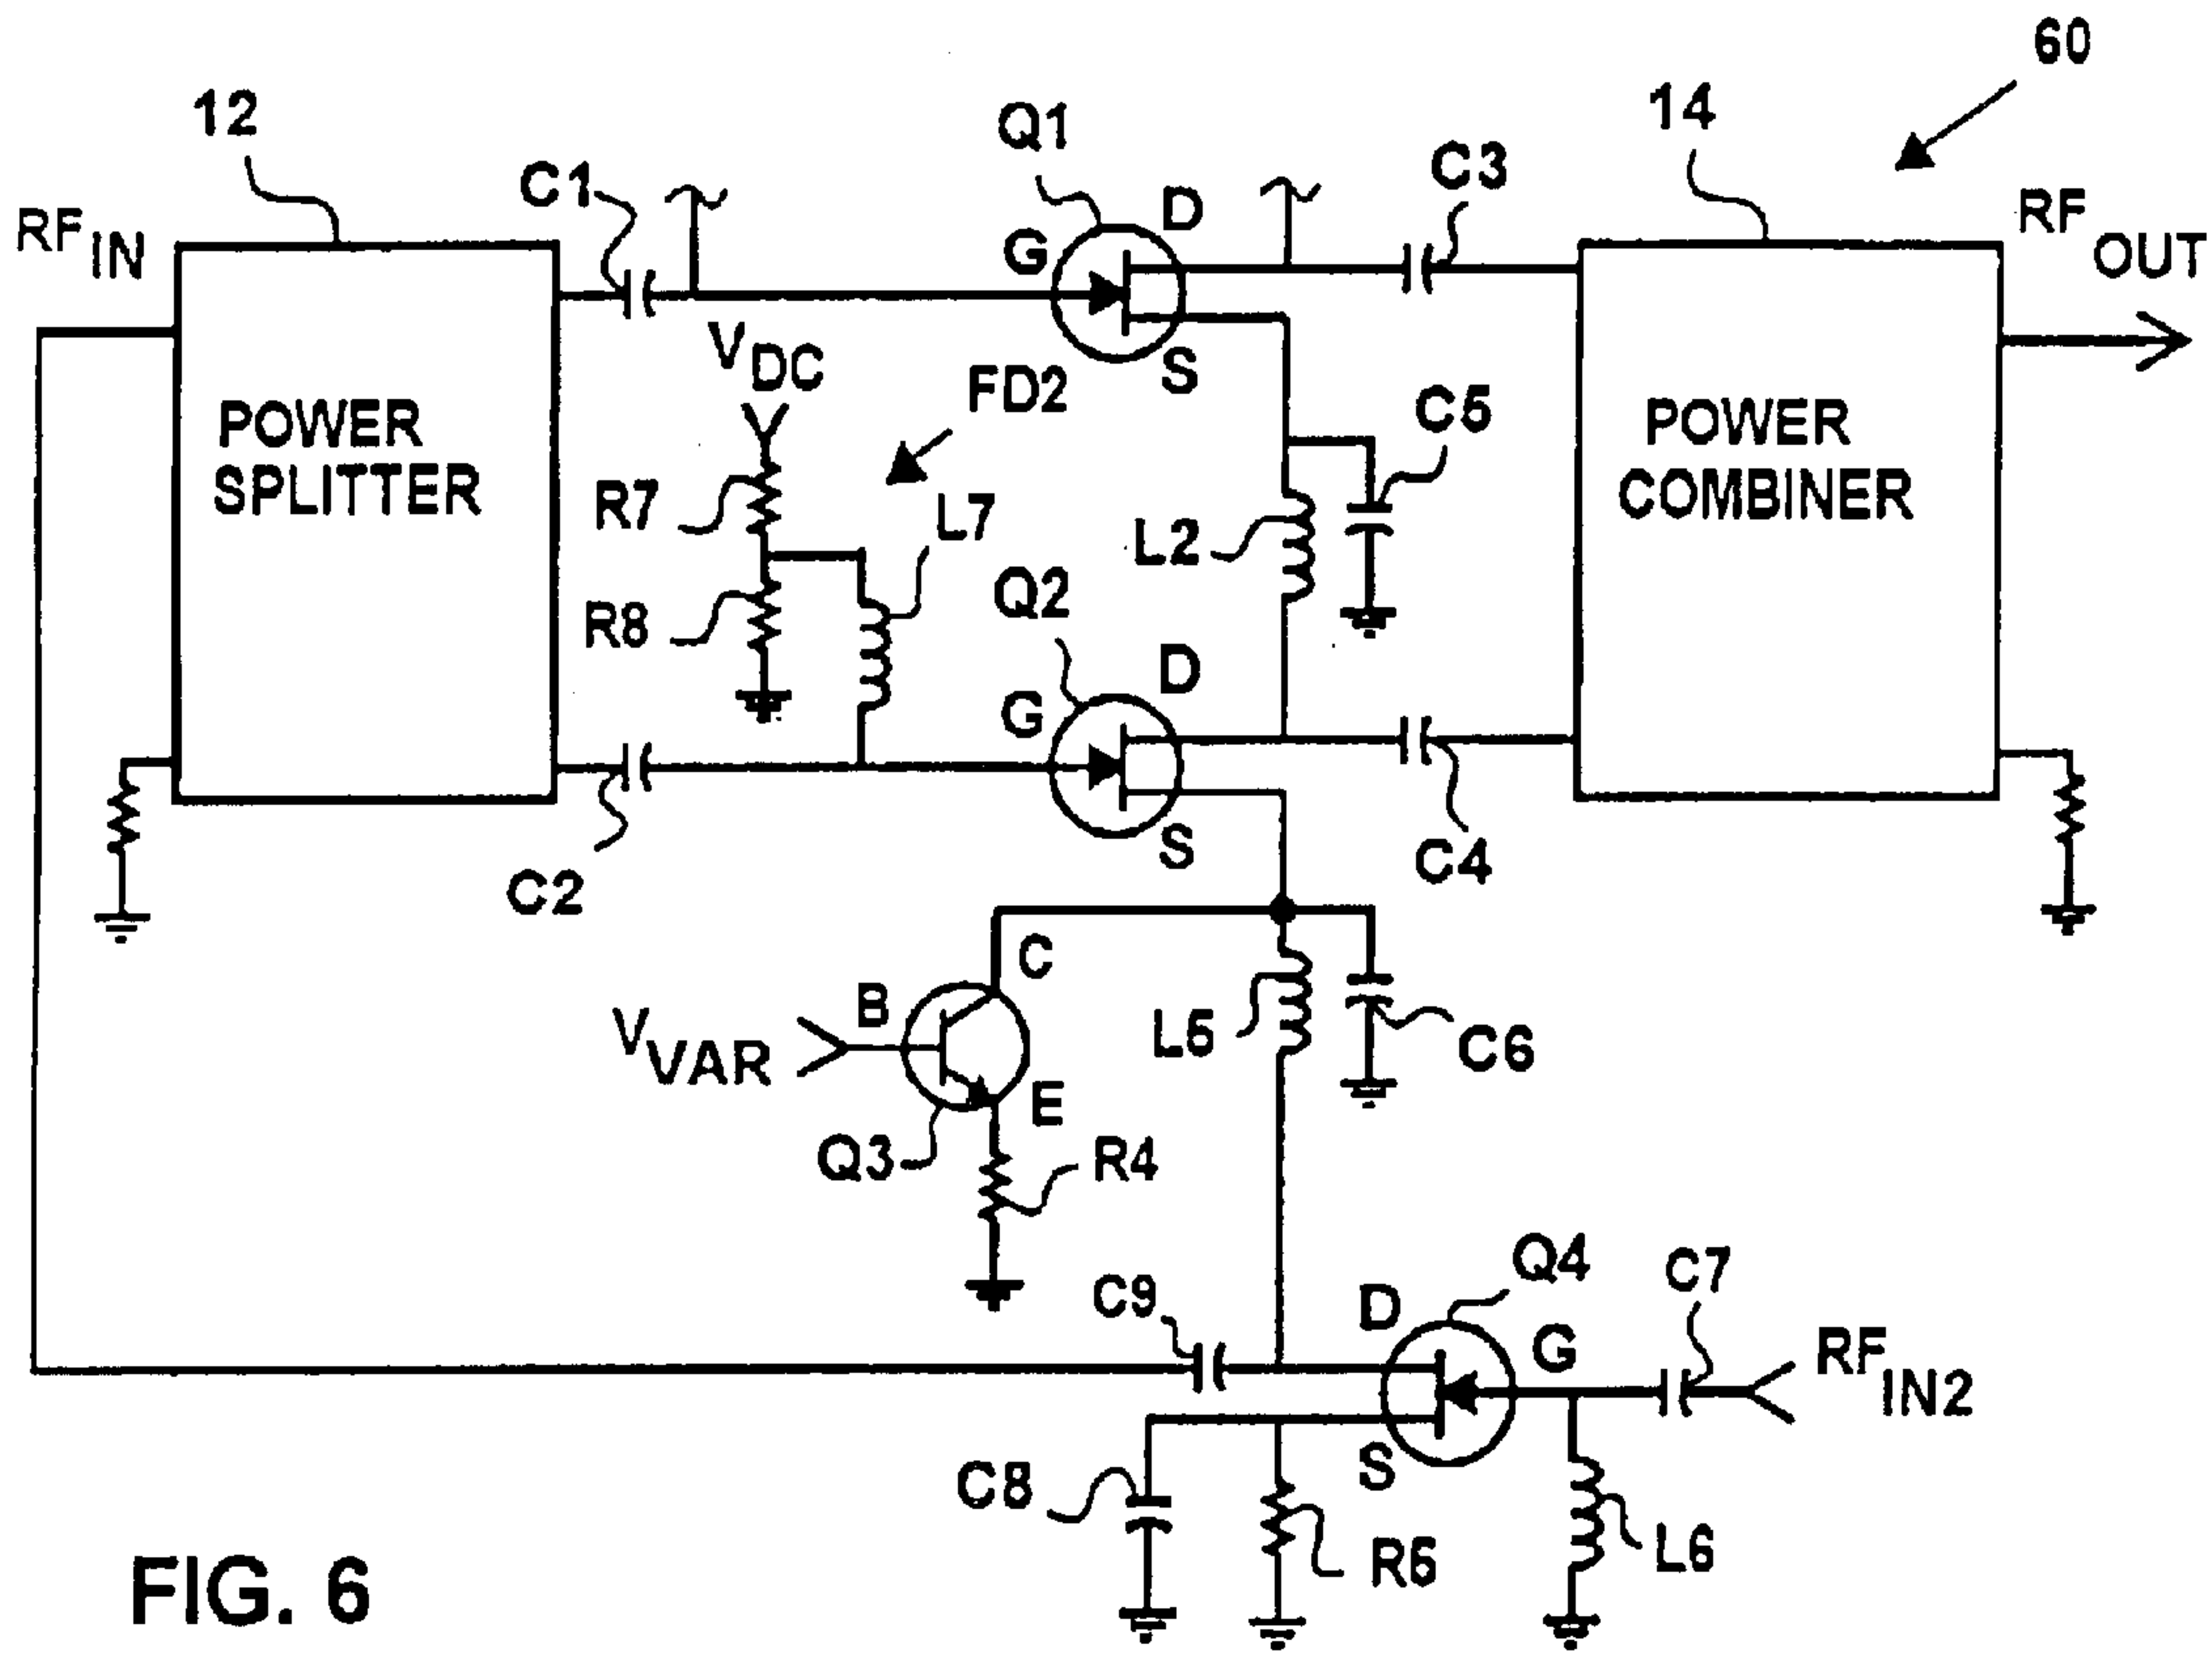 60
12
Q1
14
C1
D
C3
RF IN
G
RF OUT
V DC
S
FD2
C5
POWER
SPLITTER
POWER
COMBINER
R7
L7
L2
Q2
R8
D
G
S
C4
C2
C
B
L5
C6
V VAR
E
Q3
R4
Q4
C7
C9
D
G
RF IN2
S
C8
R6
L6
FIG. 6